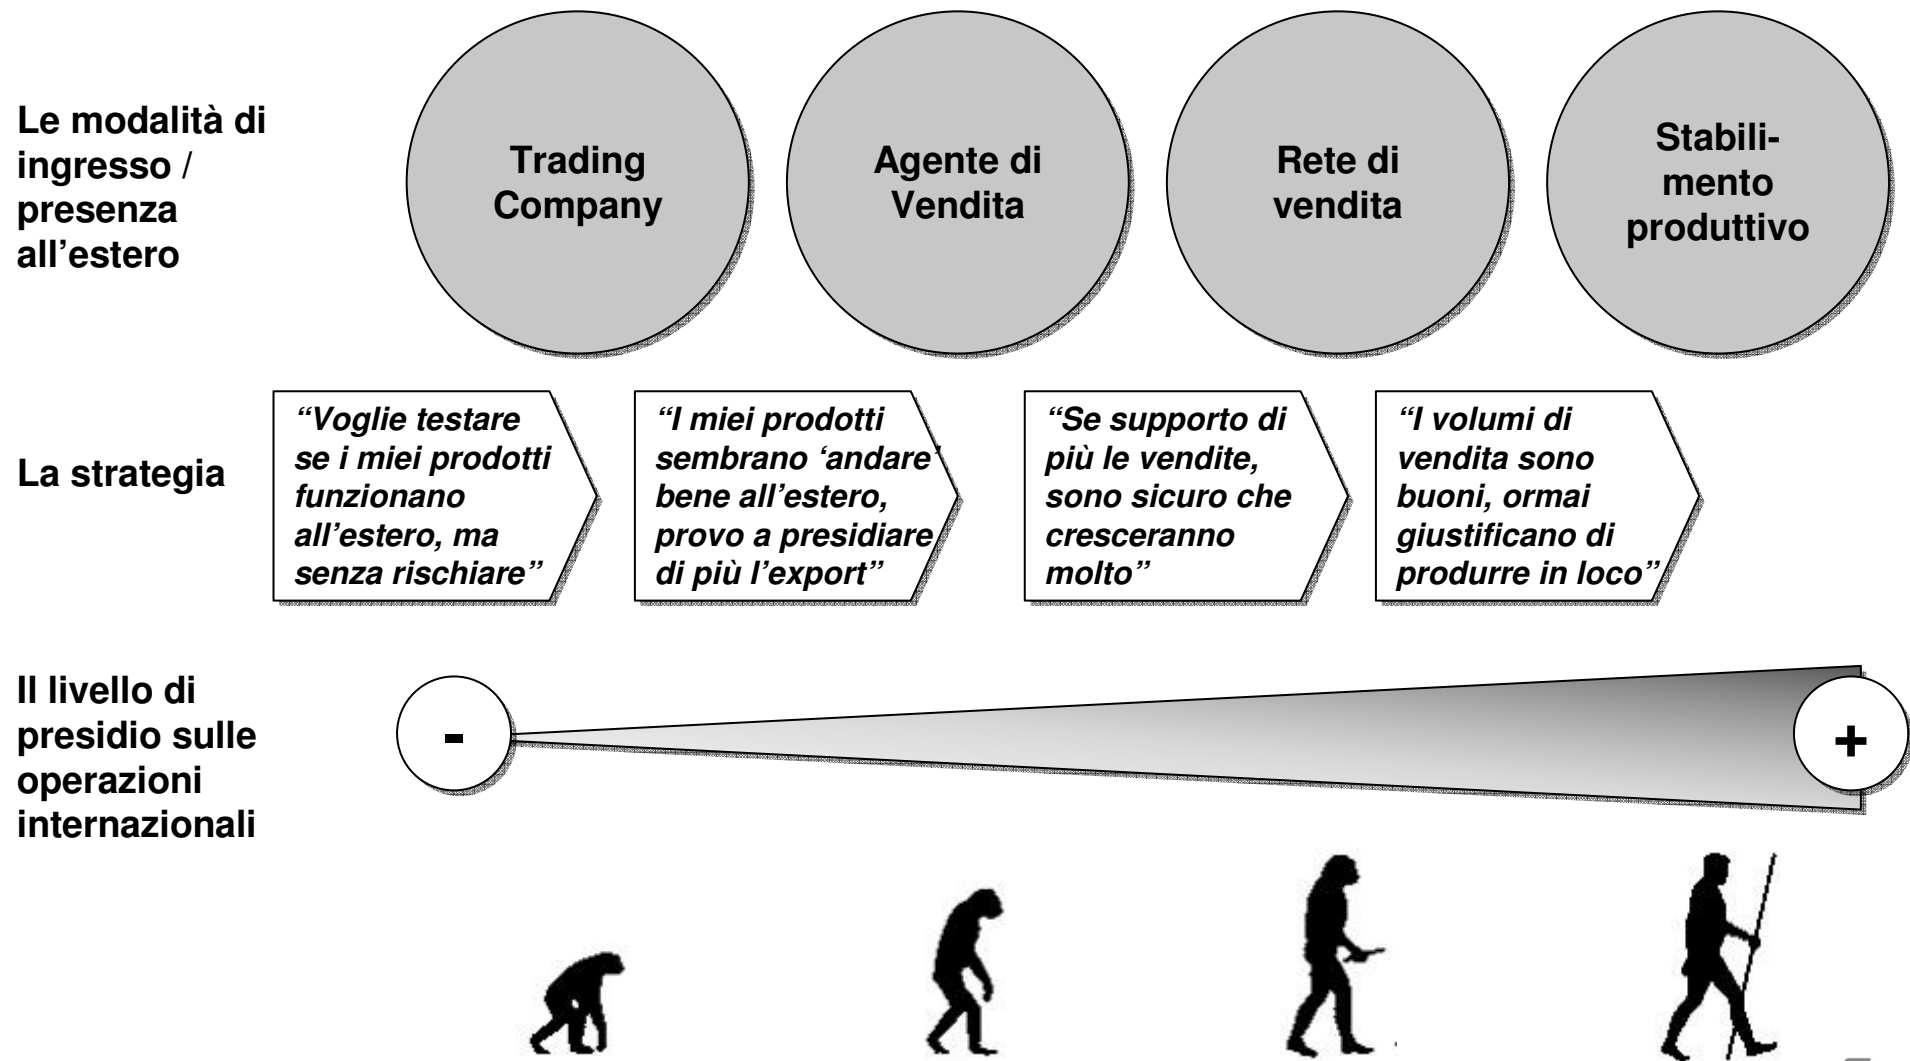 Le modalità di
ingresso /
presenza
all’estero
Trading
Company
Agente di
Vendita
Rete di
vendita
Stabili-
mento
produttivo
La strategia
“Voglie testare
se i miei prodotti
funzionano
all’estero, ma
senza rischiare”
“I miei prodotti
sembrano ‘andare’
bene all’estero,
provo a presidiare
di più l’export”
“Se supporto di
più le vendite,
sono sicuro che
cresceranno
molto”
“I volumi di
vendita sono
buoni, ormai
giustificano di
produrre in loco”
Il livello di
presidio sulle
operazioni
internazionali
-
+